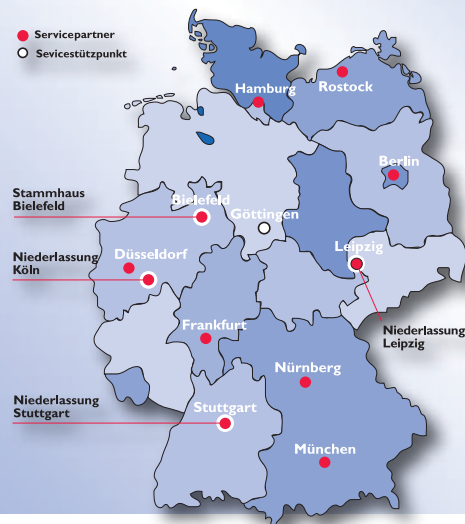 Servicepartner
Sevicestützpunkt
Hamburg
Rostock
Berlin
Stammhaus
Bielefeld
Bielefeld
Göttingen
Niederlassung
Köln
Düsseldorf
Leipzig
Niederlassung
Leipzig
Frankfurt
Nürnberg
Niederlassung
Stuttgart
Stuttgart
München